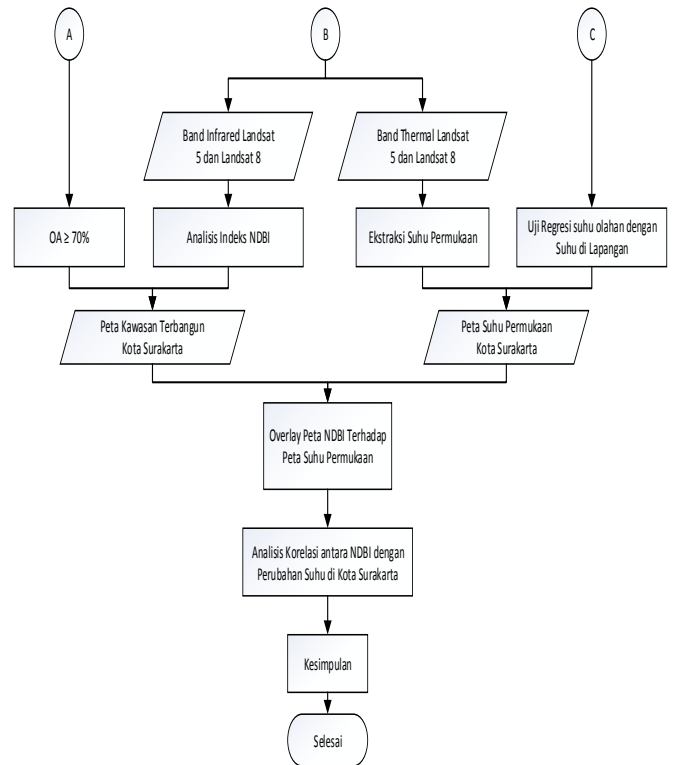 A
B
C
Band Infrared Landsat
5 dan Landsat 8
Band Thermal Landsat
5 dan Landsat 8
OA ≥ 70%
Analisis Indeks NDBI
Ekstraksi Suhu Permukaan
Uji Regresi suhu olahan dengan
Suhu di Lapangan
Peta Kawasan Terbangun
Kota Surakarta
Peta Suhu Permukaan
Kota Surakarta
Overlay Peta NDBI Terhadap
Peta Suhu Permukaan
Analisis Korelasi antara NDBI dengan
Perubahan Suhu di Kota Surakarta
Kesimpulan
Selesai